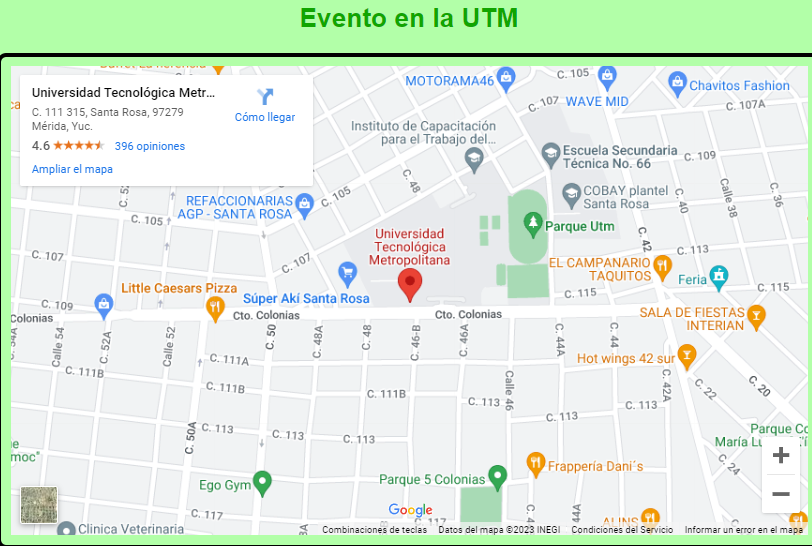 Evento en la UTM
Universidad Tecnológica Metr...
C. 111 315, Santa Rosa, 97279
Mérida, Yuc.
4.6
396 opiniones
Ampliar el mapa
Cómo llegar
MOTORAMA46
C. 105
WAVE MID
Chavitos Fashion
C. 107
C. 107A
Instituto de Capacitación
para el Trabajo del...
Escuela Secundaria
Técnica No. 66
C. 109
COBAY plantel
Santa Rosa
C. 48
C. 105
C. 40
Calle 38
C. 36
REFACCIONARIAS
AGP - SANTA ROSA
C. 105
C. 107
Universidad
Tecnológica
Metropolitana
Parque Utm
C. 42
C. 115
EL CAMPANARIO
TAQUITOS
Feria
C. 107
Little Caesars Pizza
Súper Akí Santa Rosa
C. 115
C. 109
Colonias
Cto. Colonias
Cto. Colonias
SALA DE FIESTAS
INTERIAN
Calle 54
C. 52A
Calle 52
C. 50
C. 48A
C. 48
C. 46-B
C. 46A
C. 44A
C. 44
C. 111A
C. 111B
C. 111B
Hot wings 42 sur
Calle 46
C. 42A
C. 22
C. 20
C. 113
C. 113
C. 113
C. 113
C. 50A
C. 44A
C. 24
Parque Co
María Lu
moc"
Parque 5 Colonias
Frappería Dani´s
Ego Gym
Google
Clinica Veterinaria
Combinaciones de teclas
Datos del mapa ©2023 INEGI
Condiciones del Servicio
Informar un error en el mapa